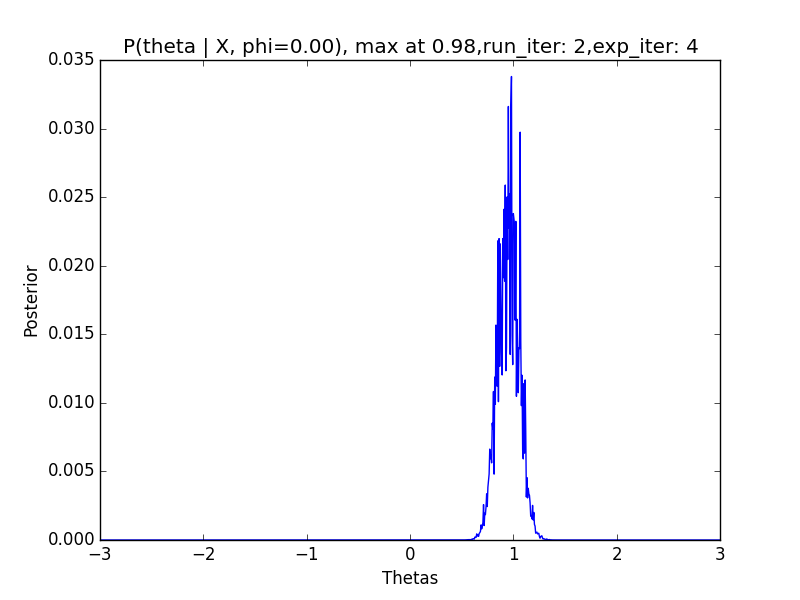 P(theta | X, phi=0.00), max at 0.98,run_iter: 2,exp_iter: 4
0.035
0.030
0.025
0.020
0.015
0.010
0.005
0.000
Posterior
−3 −2 −1 0 1 2 3
Thetas